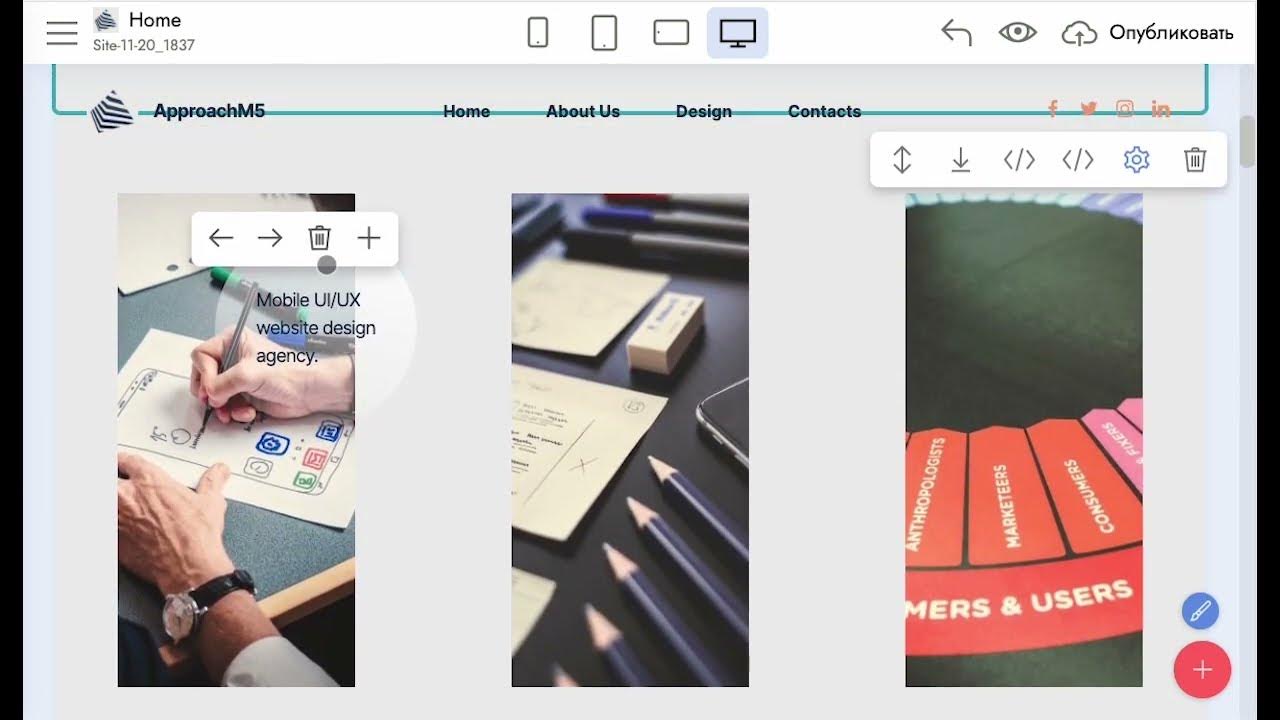 Home
Site-11-20_1837
Опубликовать
ApproachM5
Home
About Us
Design
Contacts
Mobile UI/UX
website design
agency.
ANTHROPOLOGISTS
MARKETEERS
CONSUMERS
& FIXERS
MERS & USERS